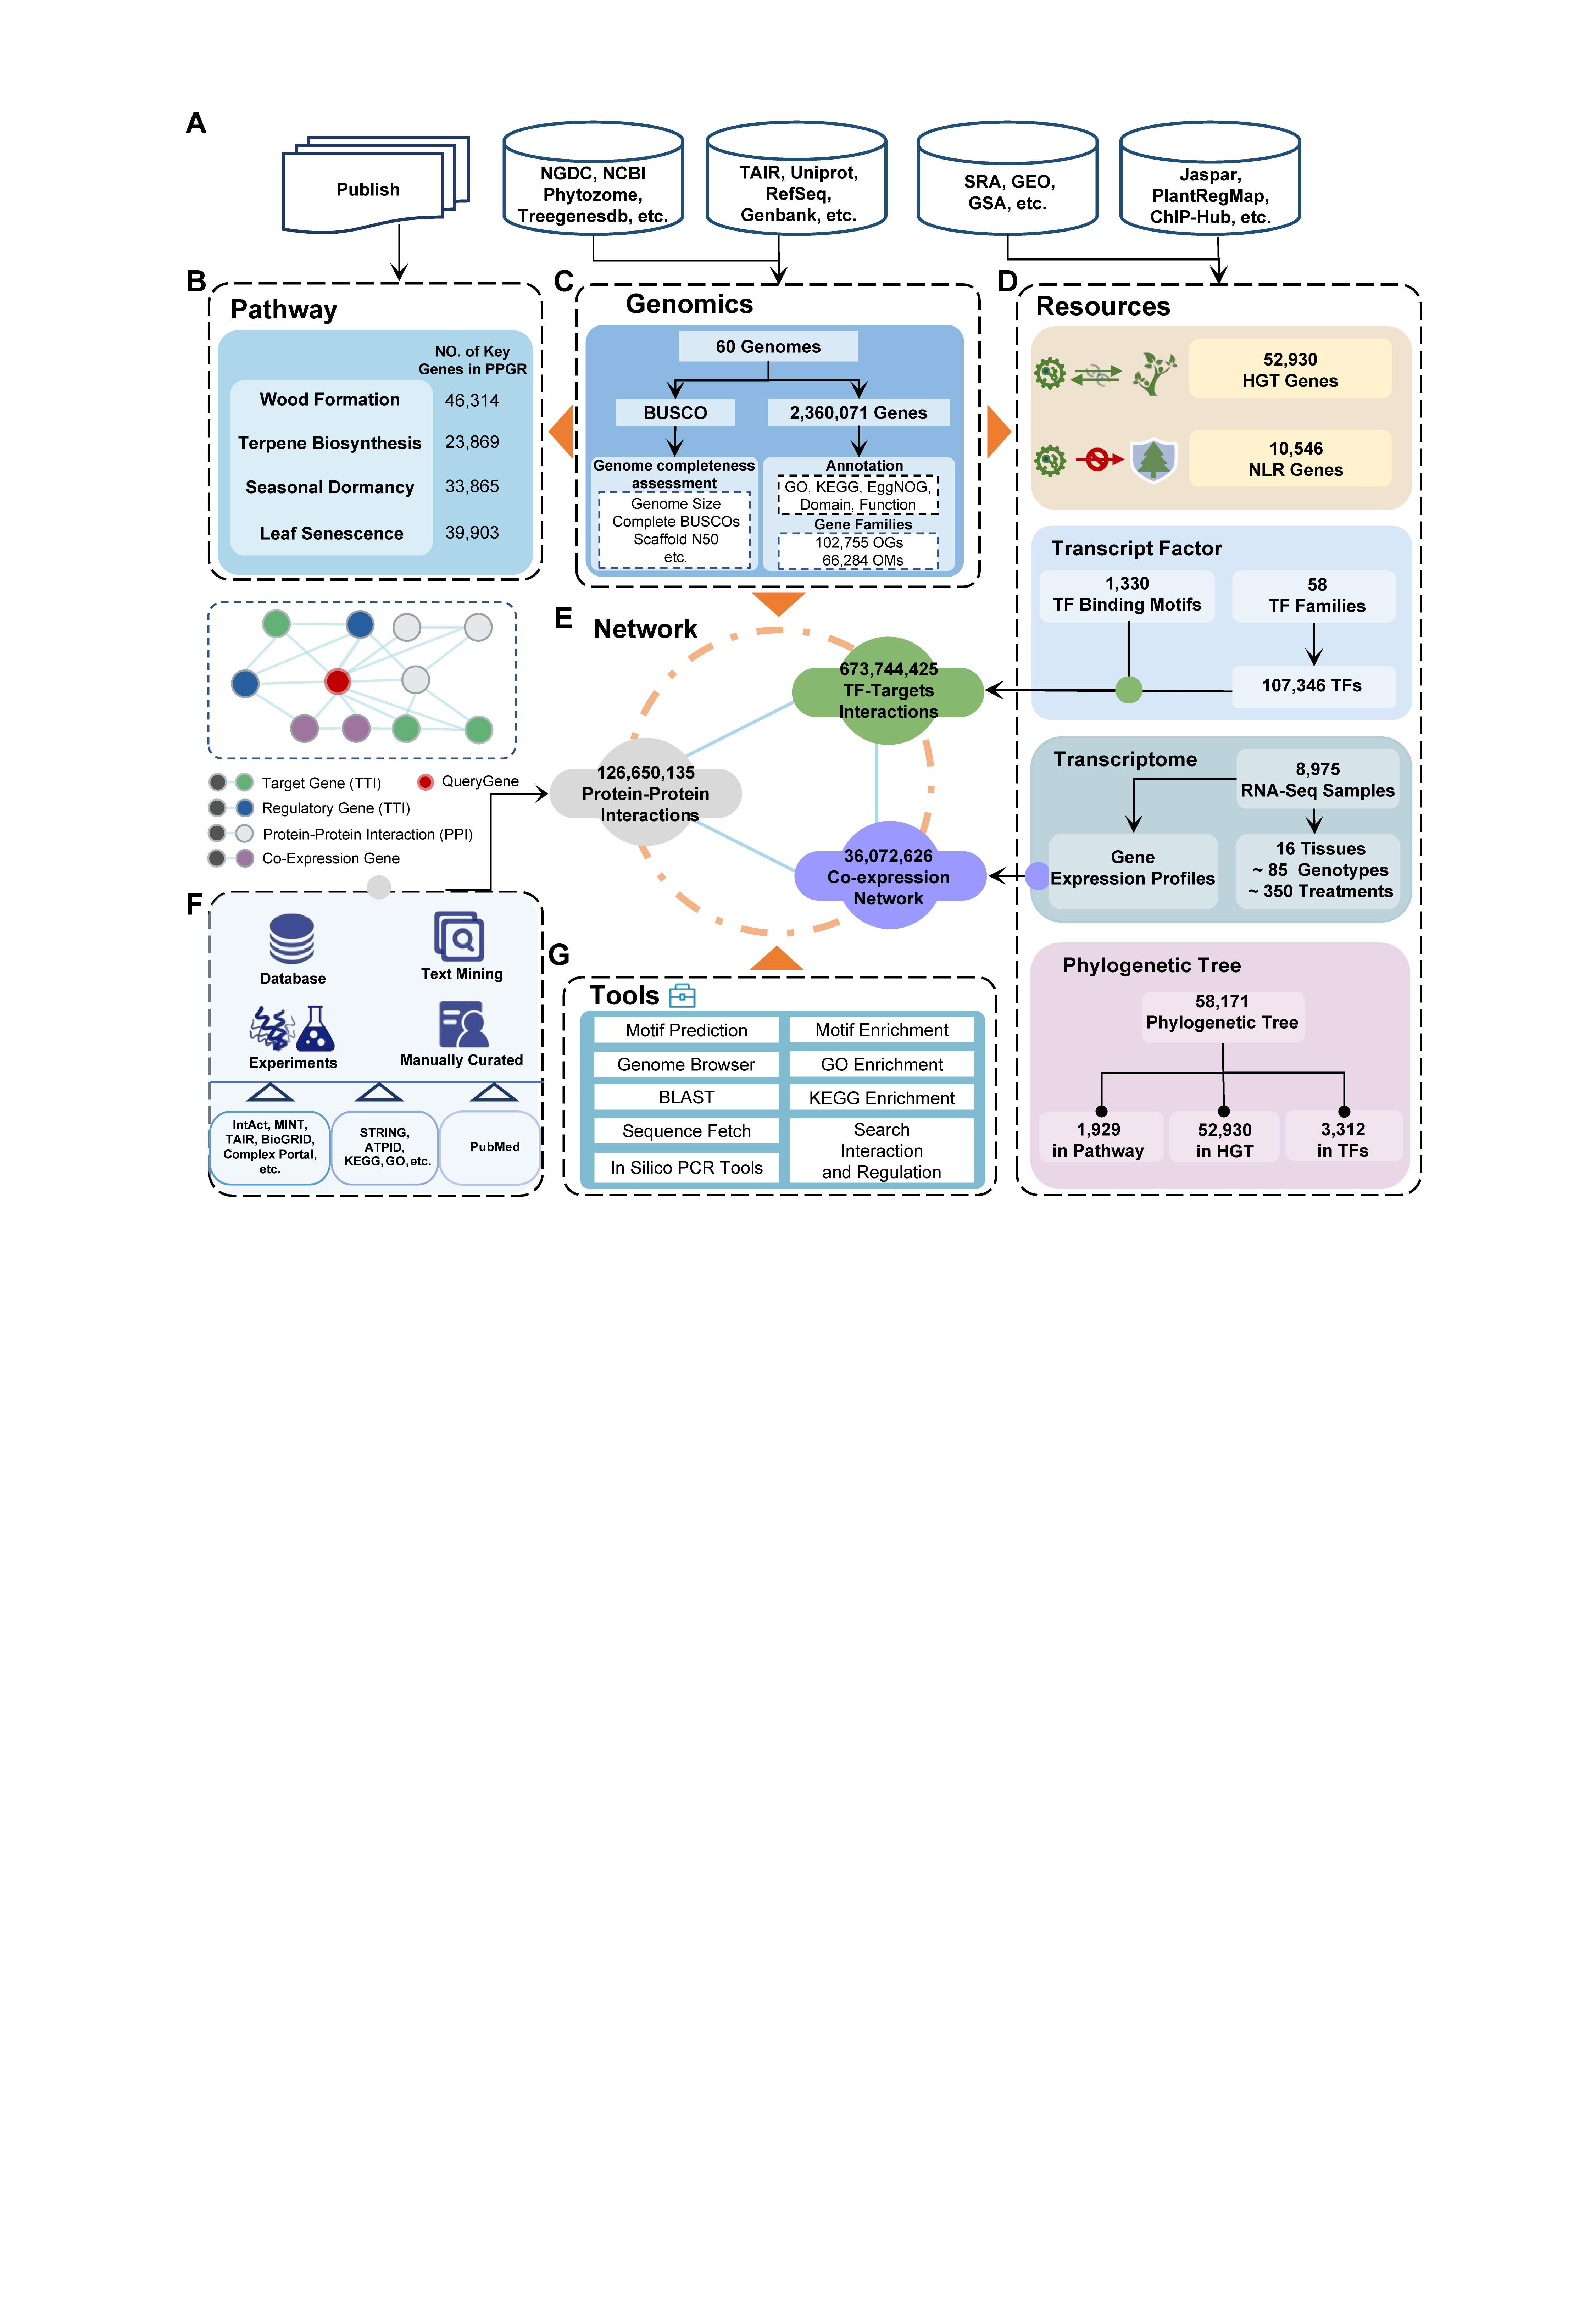 A
Publish
NGDC, NCBI
Phytozome,
Treegenesdb, etc.
TAIR, Uniprot,
RefSeq,
Genbank, etc.
SRA, GEO,
GSA, etc.
Jaspar,
PlantRegMap,
ChIP-Hub, etc.
B
Pathway
NO. of Key
Genes in PPGR
Wood Formation 46,314
Terpene Biosynthesis 23,869
Seasonal Dormancy 33,865
Leaf Senescence 39,903
C
Genomics
60 Genomes
BUSCO
2,360,071 Genes
Genome completeness
assessment
Genome Size
Complete BUSCOs
Scaffold N50
etc.
Annotation
GO, KEGG, EggNOG,
Domain, Function
Gene Families
102,755 OGs
66,284 OMs
D
Resources
52,930
HGT Genes
10,546
NLR Genes
Transcript Factor
1,330
TF Binding Motifs
58
TF Families
107,346 TFs
Transcriptome
8,975
RNA-Seq Samples
Gene
Expression Profiles
16 Tissues
~ 85 Genotypes
~ 350 Treatments
Phylogenetic Tree
58,171
Phylogenetic Tree
1,929
in Pathway
52,930
in HGT
3,312
in TFs
E
Network
673,744,425
TF-Targets
Interactions
126,650,135
Protein-Protein
Interactions
36,072,626
Co-expression
Network
Target Gene (TTI)
QueryGene
Regulatory Gene (TTI)
Protein-Protein Interaction (PPI)
Co-Expression Gene
F
Database
Text Mining
Experiments
Manually Curated
IntAct, MINT,
TAIR, BioGRID,
Complex Portal,
etc.
STRING,
ATPID,
KEGG, GO, etc.
PubMed
G
Tools
Motif Prediction
Genome Browser
BLAST
Sequence Fetch
In Silico PCR Tools
Motif Enrichment
GO Enrichment
KEGG Enrichment
Search
Interaction
and Regulation